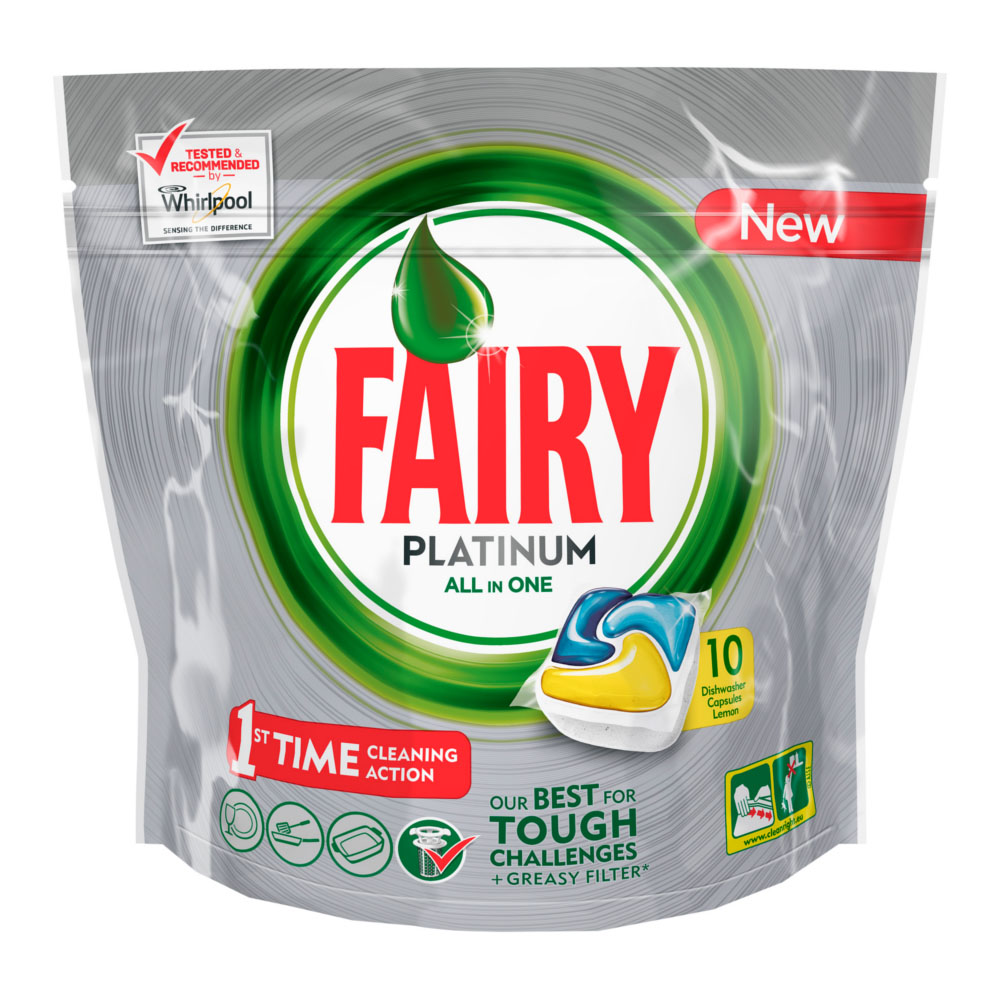 TESTED &
RECOMMENDED
by
Whirlpool
SENSING THE DIFFERENCE
New
FAIRY
PLATINUM
ALL IN ONE
10
Dishwasher
Capsules
Lemon
1ST TIME CLEANING
ACTION
OUR BEST FOR
TOUGH
CHALLENGES
+ GREASY FILTER*
www.cleanright.eu